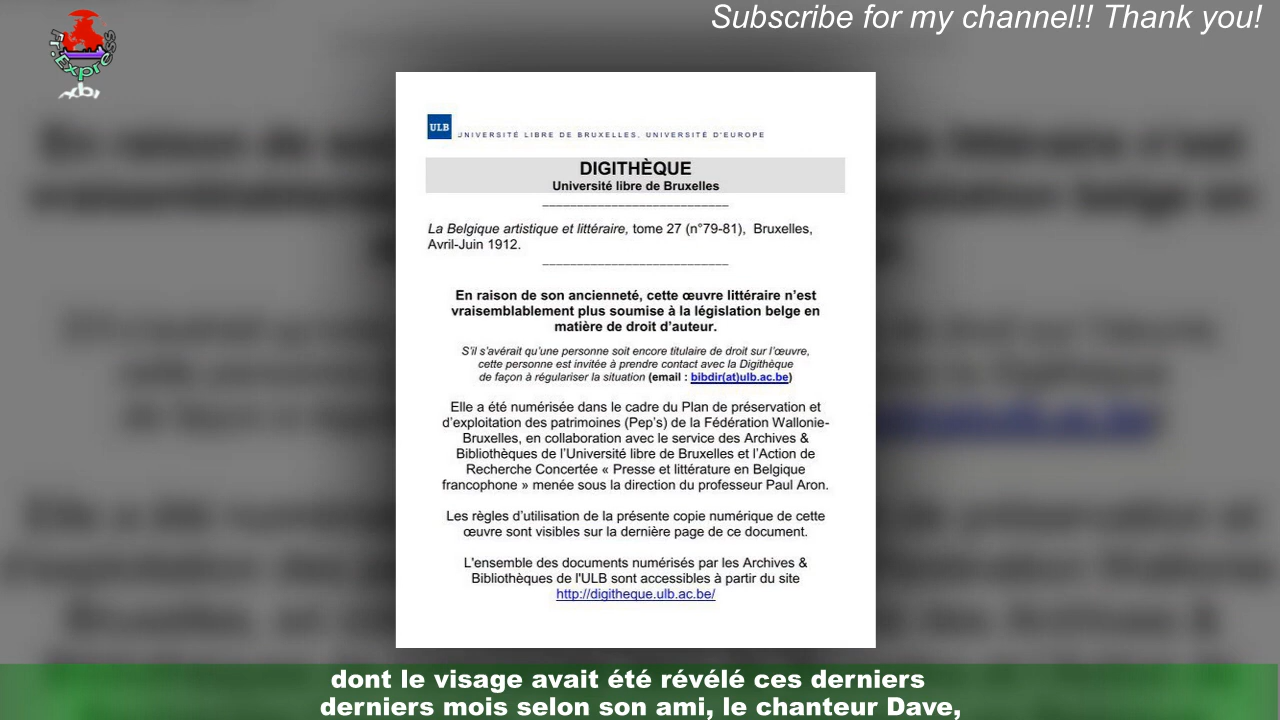 Subscribe for my channel!! Thank you!
Fr.Express
ULB
UNIVERSITÉ LIBRE DE BRUXELLES, UNIVERSITÉ D'EUROPE
DIGITHÈQUE
Université libre de Bruxelles
La Belgique artistique et littéraire, tome 27 (n°79-81), Bruxelles,
Avril-Juin 1912.
En raison de son ancienneté, cette œuvre littéraire n’est
vraisemblablement plus soumise à la législation belge en
matière de droit d’auteur.
S’il s’avérait qu’une personne soit encore titulaire de droit sur l’œuvre,
cette personne est invitée à prendre contact avec la Digithèque
de façon à régulariser la situation (email : bibdir(at)ulb.ac.be)
Elle a été numérisée dans le cadre du Plan de préservation et
d’exploitation des patrimoines (Pep’s) de la Fédération Wallonie-
Bruxelles, en collaboration avec le service des Archives &
Bibliothèques de l’Université libre de Bruxelles et l’Action de
Recherche Concertée « Presse et littérature en Belgique
francophone » menée sous la direction du professeur Paul Aron.
Les règles d’utilisation de la présente copie numérique de cette
œuvre sont visibles sur la dernière page de ce document.
L'ensemble des documents numérisés par les Archives &
Bibliothèques de l'ULB sont accessibles à partir du site
http://digitheque.ulb.ac.be/
dont le visage avait été révélé ces derniers
derniers mois selon son ami, le chanteur Dave,